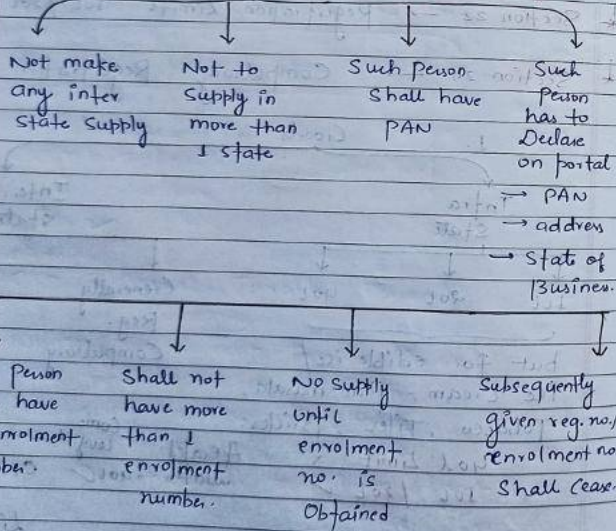 Not make
any inter
state supply
Not to
supply in
more than
1 state
Such person
shall have
PAN
Such
Person
has to
Declare
on portal
→ PAN
→ address
→ State of
Busines.
Person
have
nrolment
ber.
Shall not
have more
than 1
enrolment
number.
No supply
until
enrolment
no. is
Obtained
Subsequently
given, reg. no.,
enrolment no
Shall Cease.